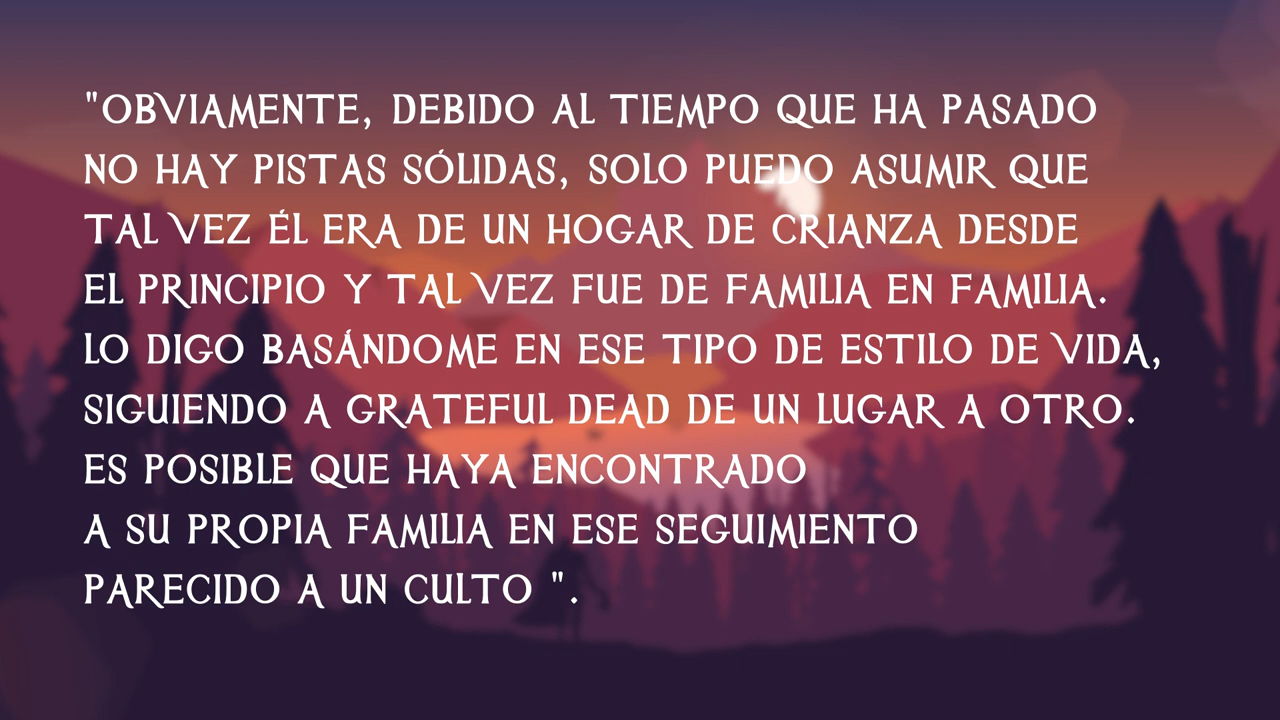 "OBVIAMENTE, DEBIDO AL TIEMPO QUE HA PASADO
NO HAY PISTAS SÓLIDAS, SOLO PUEDO ASUMIR QUE
TAL VEZ ÉL ERA DE UN HOGAR DE CRIANZA DESDE
EL PRINCIPIO Y TAL VEZ FUE DE FAMILIA EN FAMILIA.
LO DIGO BASÁNDOME EN ESE TIPO DE ESTILO DE VIDA,
SIGUIENDO A GRATEFUL DEAD DE UN LUGAR A OTRO.
ES POSIBLE QUE HAYA ENCONTRADO
A SU PROPIA FAMILIA EN ESE SEGUIMIENTO
PARECIDO A UN CULTO ".